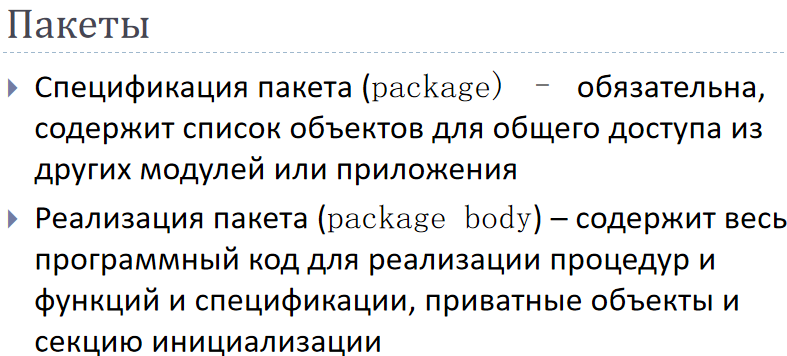 Пакеты
Спецификация пакета (package) – обязательна,
содержит список объектов для общего доступа из
других модулей или приложения
Реализация пакета (package body) – содержит весь
программный код для реализации процедур и
функций и спецификации, приватные объекты и
секцию инициализации